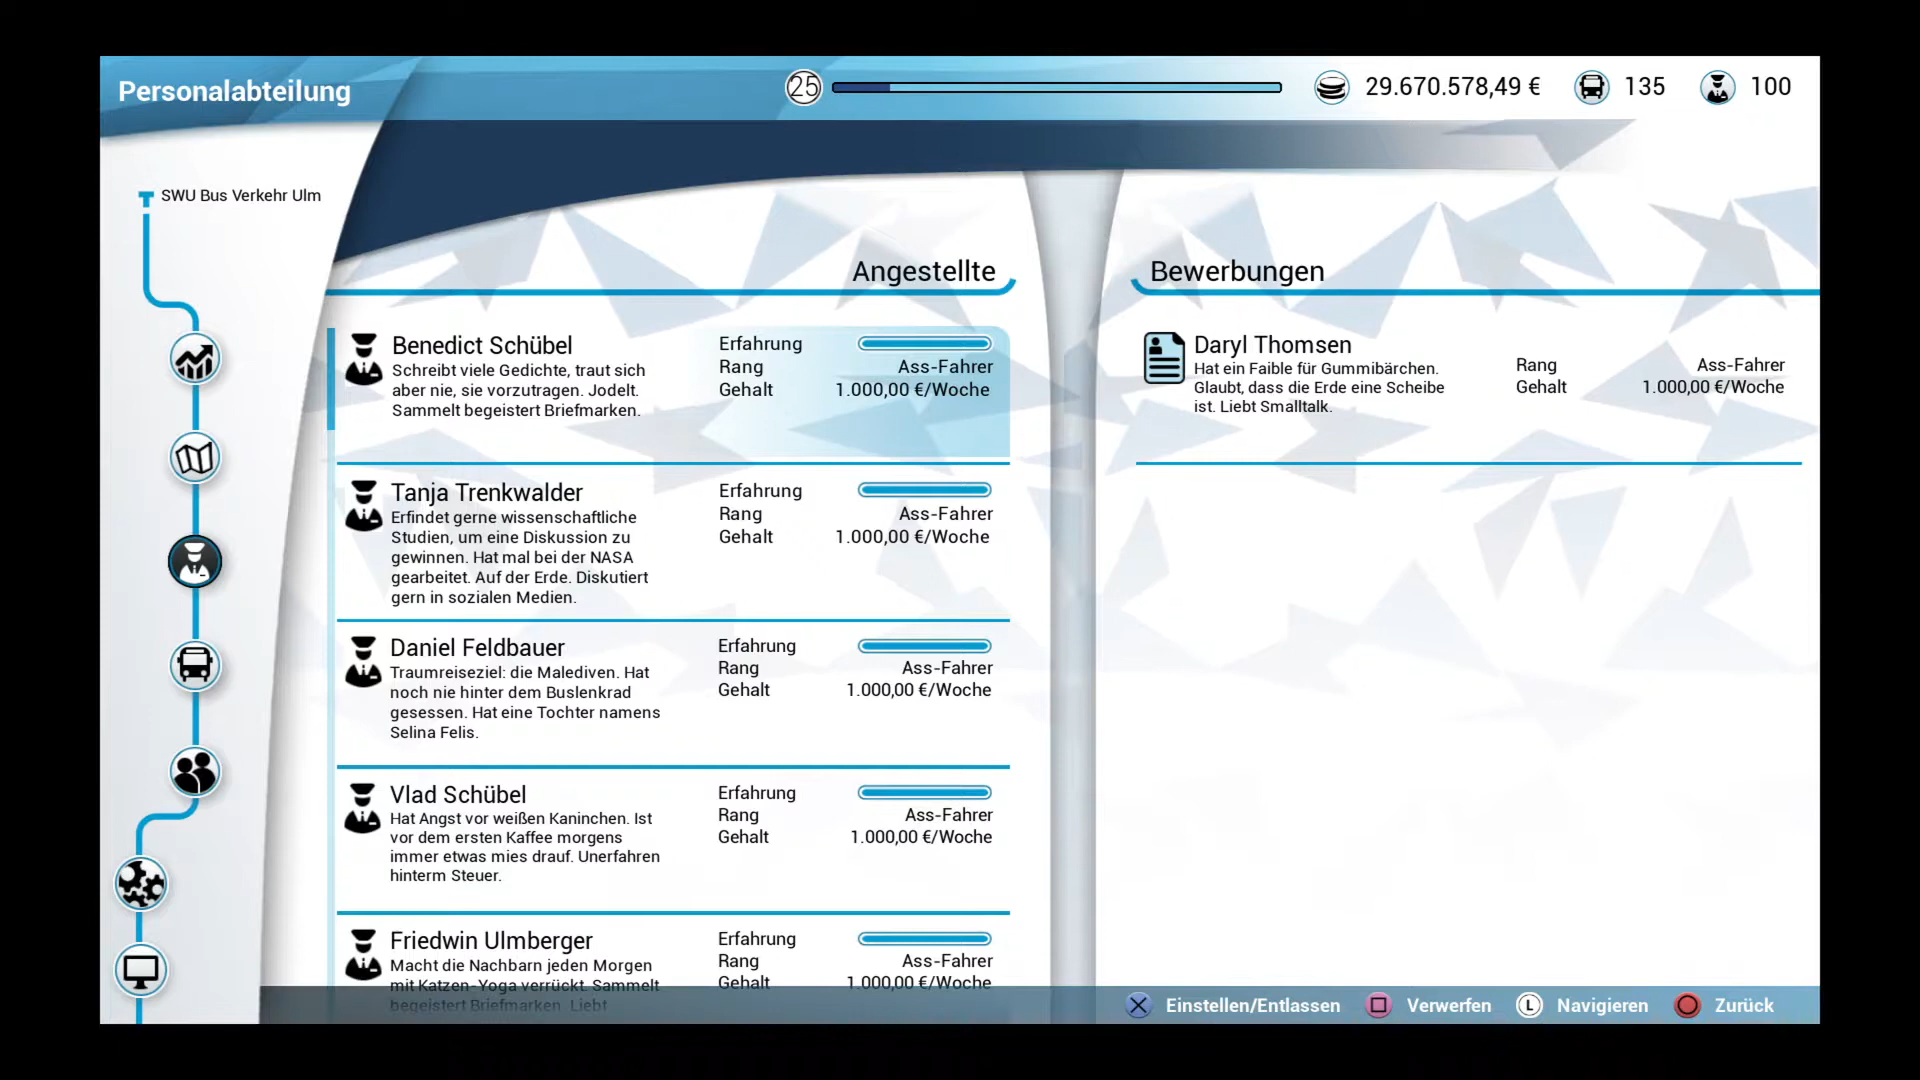 Personalabteilung
25
29.670.578,49 €
135
100
SWU Bus Verkehr Ulm
Angestellte
Benedict Schübel
Schreibt viele Gedichte, traut sich
aber nie, sie vorzutragen. Jodelt.
Sammelt begeistert Briefmarken.
Erfahrung
Rang Ass-Fahrer
Gehalt 1.000,00 €/Woche
Tanja Trenkwalder
Erfindet gerne wissenschaftliche
Studien, um eine Diskussion zu
gewinnen. Hat mal bei der NASA
gearbeitet. Auf der Erde. Diskutiert
gern in sozialen Medien.
Erfahrung
Rang Ass-Fahrer
Gehalt 1.000,00 €/Woche
Daniel Feldbauer
Traumreiseziel: die Malediven. Hat
noch nie hinter dem Buslenkrad
gesessen. Hat eine Tochter namens
Selina Felis.
Erfahrung
Rang Ass-Fahrer
Gehalt 1.000,00 €/Woche
Vlad Schübel
Hat Angst vor weißen Kaninchen. Ist
vor dem ersten Kaffee morgens
immer etwas mies drauf. Unerfahren
hinterm Steuer.
Erfahrung
Rang Ass-Fahrer
Gehalt 1.000,00 €/Woche
Friedwin Ulmberger
Macht die Nachbarn jeden Morgen
mit Katzen-Yoga verrückt. Sammelt
begeistert Briefmarken. Liebt
Erfahrung
Rang Ass-Fahrer
Gehalt 1.000,00 €/Woche
Bewerbungen
Daryl Thomsen
Hat ein Faible für Gummibärchen.
Glaubt, dass die Erde eine Scheibe
ist. Liebt Smalltalk.
Rang Ass-Fahrer
Gehalt 1.000,00 €/Woche
Einstellen/Entlassen Verwerfen L Navigieren Zurück